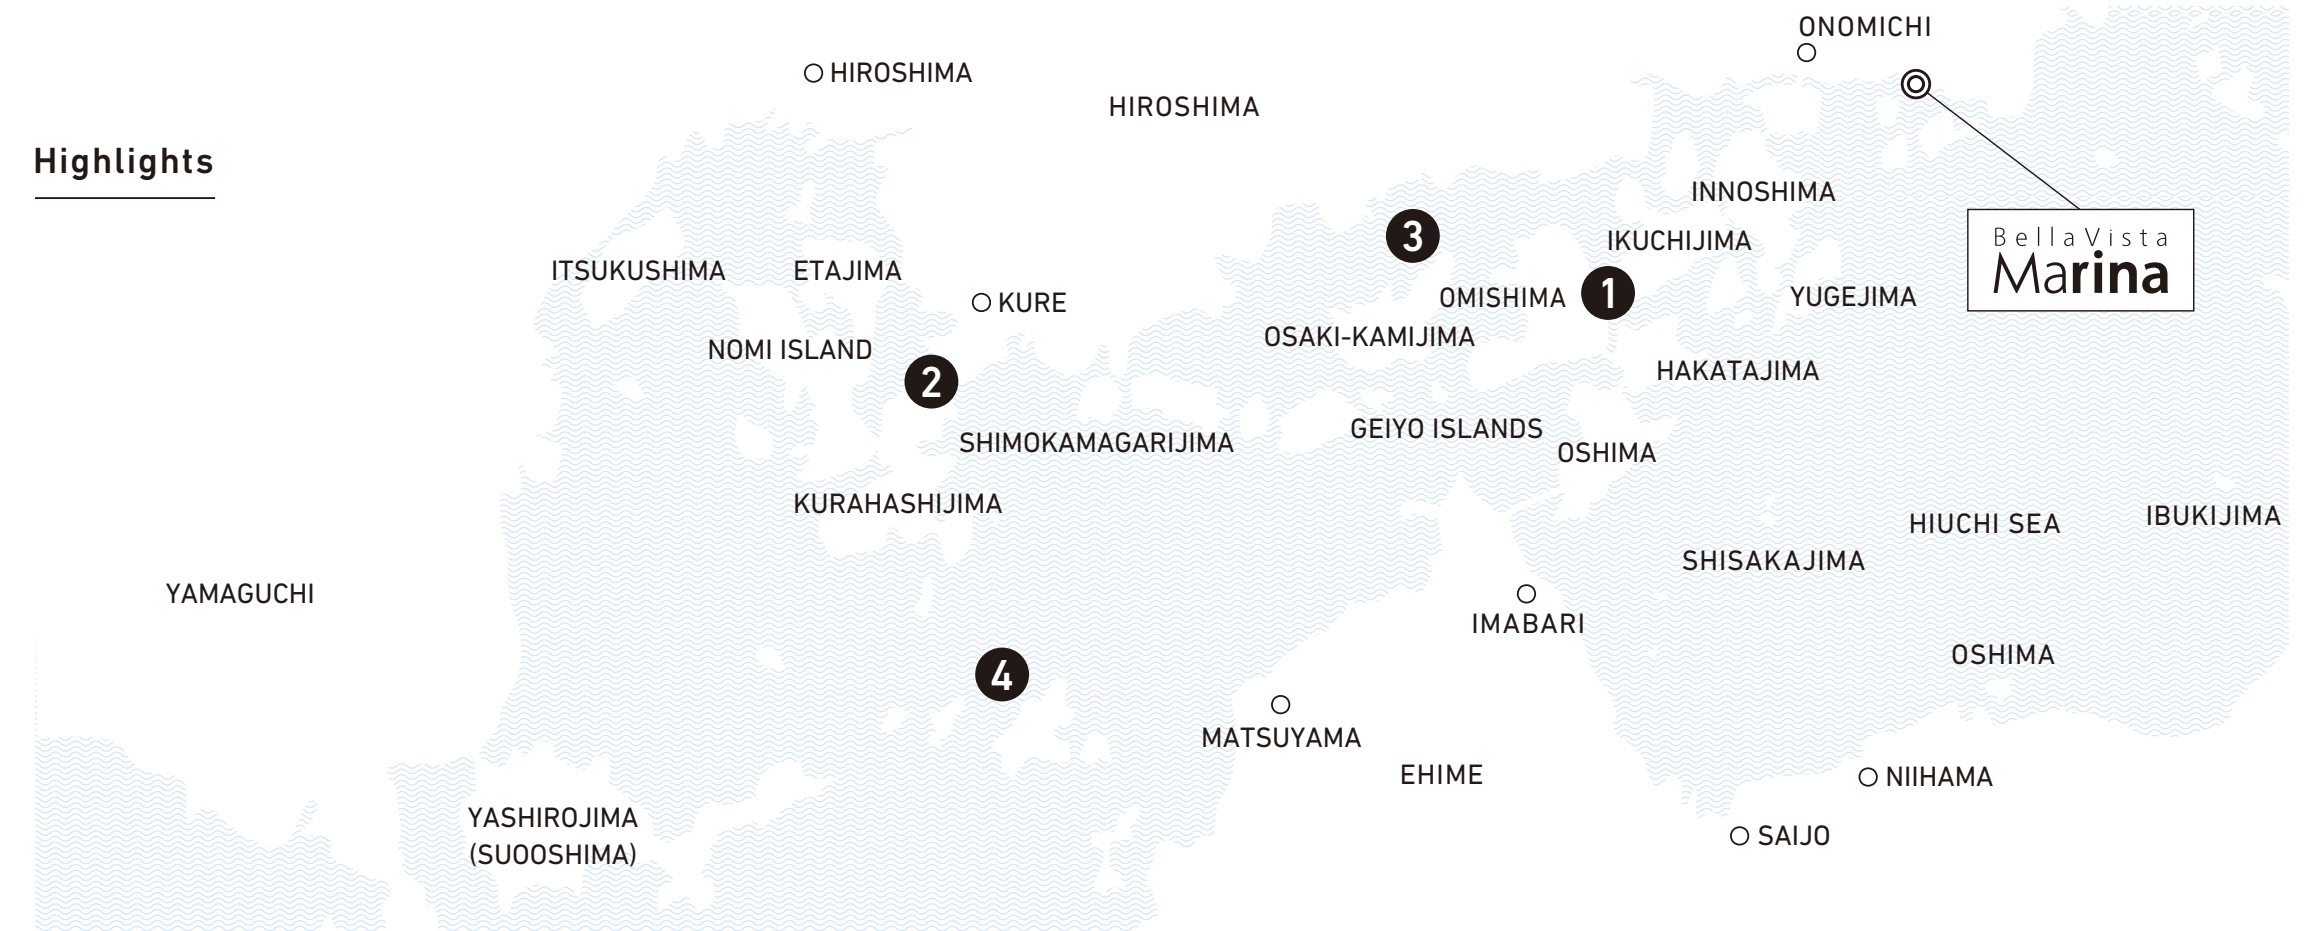 Highlights
ONOMICHI
HIROSHIMA
HIROSHIMA
INNOSHIMA
3
IKUCHIJIMA
BellaVista
Marina
ITSUKUSHIMA
ETAJIMA
KURE
OMISHIMA
1
YUGEJIMA
OSAKI-KAMIJIMA
NOMI ISLAND
2
HAKATAJIMA
GEIYO ISLANDS
SHIMOKAMAGARIJIMA
OSHIMA
KURAHASHIJIMA
HIUCHI SEA
IBUKIJIMA
SHISAKAJIMA
YAMAGUCHI
IMABARI
OSHIMA
4
MATSUYAMA
EHIME
NIIHAMA
YASHIROJIMA
(SUOOSHIMA)
SAIJO